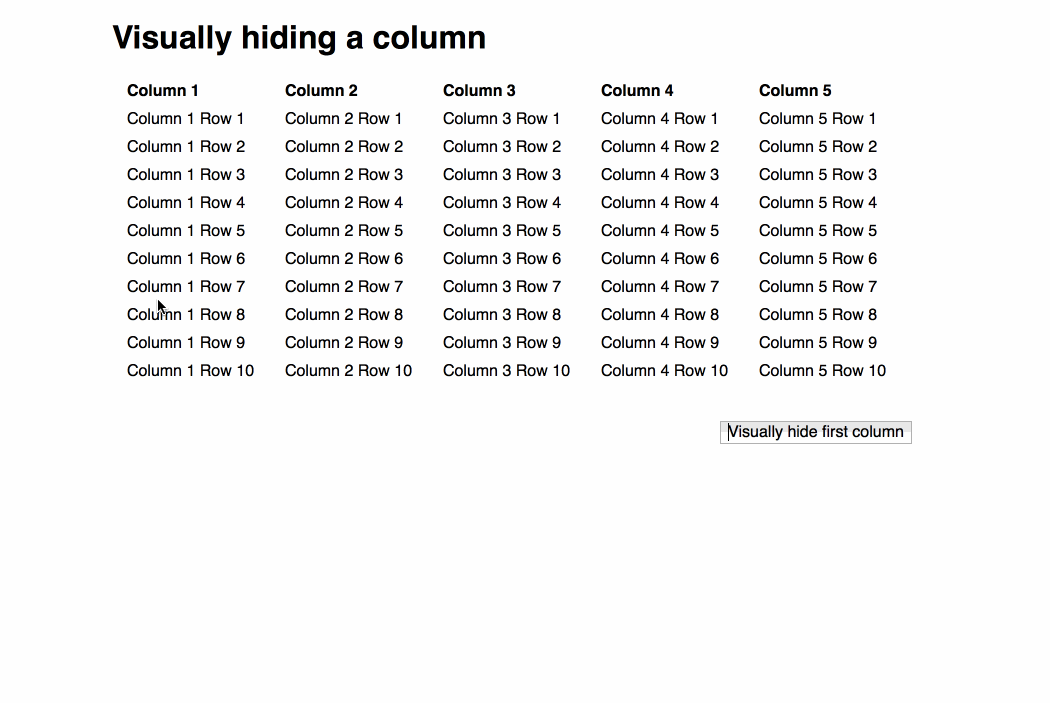 Visually hiding a column
Column 1 Column 2 Column 3 Column 4 Column 5
Column 1 Row 1 Column 2 Row 1 Column 3 Row 1 Column 4 Row 1 Column 5 Row 1
Column 1 Row 2 Column 2 Row 2 Column 3 Row 2 Column 4 Row 2 Column 5 Row 2
Column 1 Row 3 Column 2 Row 3 Column 3 Row 3 Column 4 Row 3 Column 5 Row 3
Column 1 Row 4 Column 2 Row 4 Column 3 Row 4 Column 4 Row 4 Column 5 Row 4
Column 1 Row 5 Column 2 Row 5 Column 3 Row 5 Column 4 Row 5 Column 5 Row 5
Column 1 Row 6 Column 2 Row 6 Column 3 Row 6 Column 4 Row 6 Column 5 Row 6
Column 1 Row 7 Column 2 Row 7 Column 3 Row 7 Column 4 Row 7 Column 5 Row 7
Column 1 Row 8 Column 2 Row 8 Column 3 Row 8 Column 4 Row 8 Column 5 Row 8
Column 1 Row 9 Column 2 Row 9 Column 3 Row 9 Column 4 Row 9 Column 5 Row 9
Column 1 Row 10 Column 2 Row 10 Column 3 Row 10 Column 4 Row 10 Column 5 Row 10
Visually hide first column